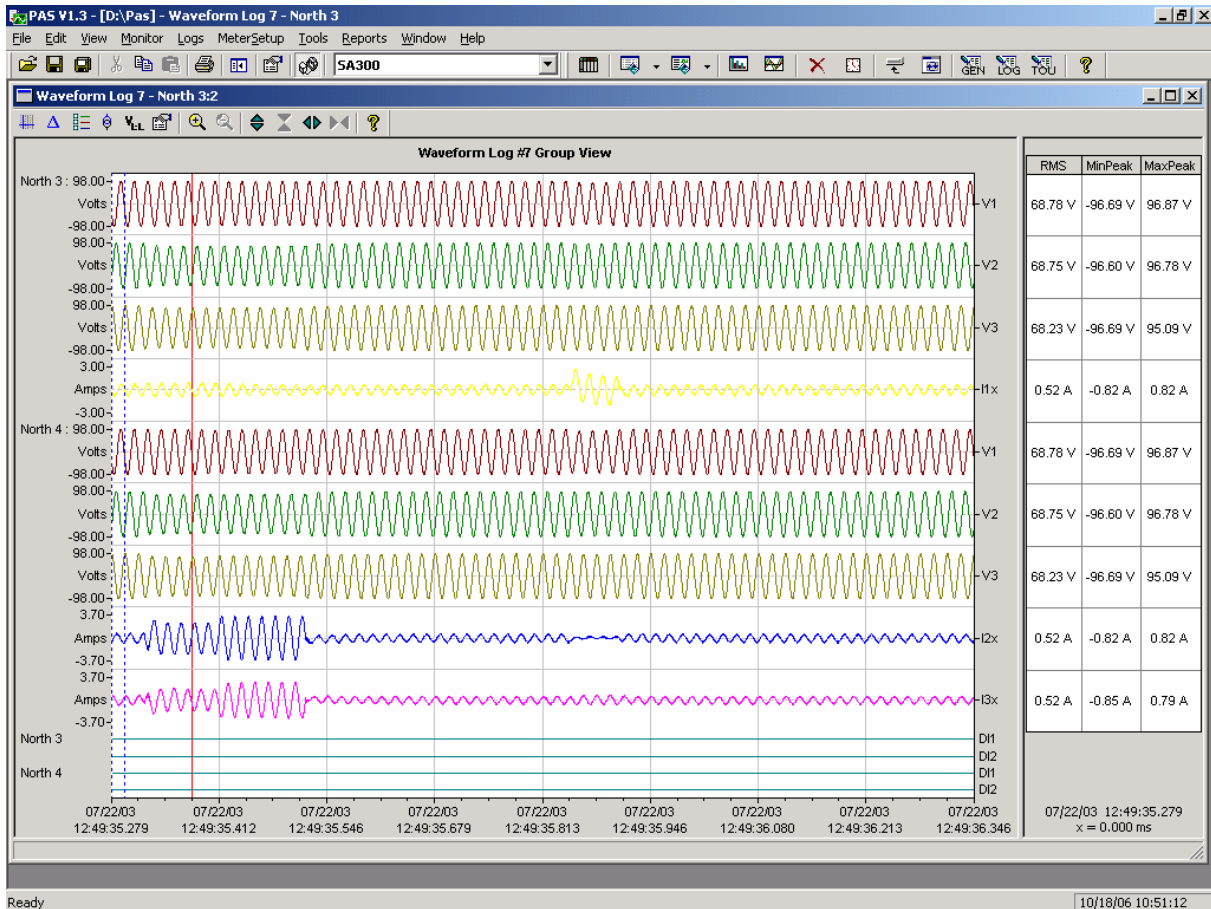 PAS V1.3 - [D:\Pas] - Waveform Log 7 - North 3
File Edit View Monitor Logs MeterSetup Tools Reports Window Help
SA300
GEN LOG TOU
Waveform Log 7 - North 3:2
V L:L
Waveform Log #7 Group View
RMS MinPeak MaxPeak
North 3 : 98.00
Volts V1 68.78 V -96.69 V 96.87 V
-98.00
98.00
Volts V2 68.75 V -96.60 V 96.78 V
-98.00
98.00
Volts V3 68.23 V -96.69 V 95.09 V
-98.00
3.00
Amps I1x 0.52 A -0.82 A 0.82 A
-3.00
North 4 : 98.00
Volts V1 68.78 V -96.69 V 96.87 V
-98.00
98.00
Volts V2 68.75 V -96.60 V 96.78 V
-98.00
98.00
Volts V3 68.23 V -96.69 V 95.09 V
-98.00
3.70
Amps I2x 0.52 A -0.82 A 0.82 A
-3.70
3.70
Amps I3x 0.52 A -0.85 A 0.79 A
-3.70
North 3 DI1
DI2
North 4 DI1
DI2
07/22/03 07/22/03 07/22/03 07/22/03 07/22/03 07/22/03 07/22/03 07/22/03 07/22/03
12:49:35.279 12:49:35.412 12:49:35.546 12:49:35.679 12:49:35.813 12:49:35.946 12:49:36.080 12:49:36.213 12:49:36.346
07/22/03 12:49:35.279
x = 0.000 ms
Ready 10/18/06 10:51:12